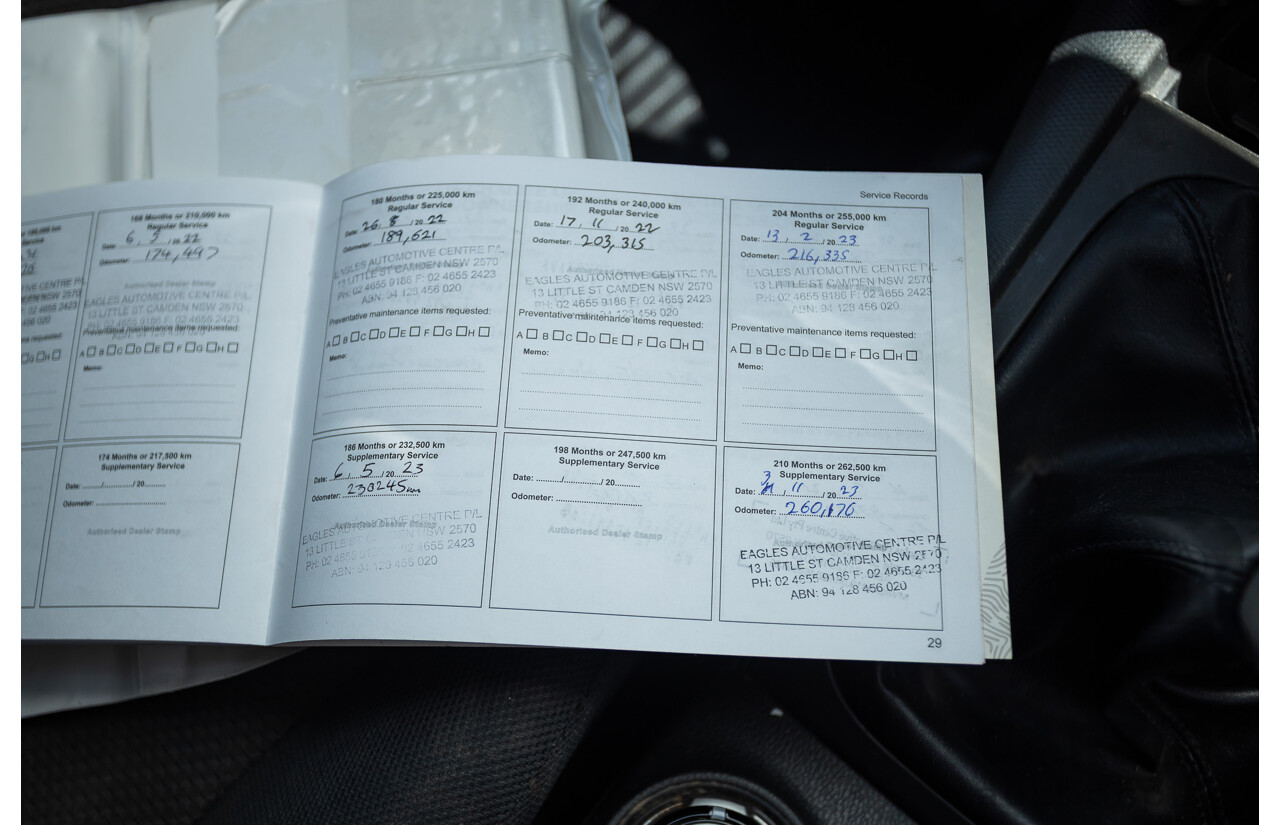 168 Months or 210,000 km
Regular Service
Date: 6 / 5 / 20 22
Odometer: 174,497
Authorised Dealer Stamp
EAGLES AUTOMOTIVE CENTRE P/L
13 LITTLE ST CAMDEN NSW 2570
Preventative maintenance items requested:
A B C D E F G H
Memo:
174 Months or 217,500 km
Supplementary Service
Date: ....../....../ 20......
Odometer:
Authorised Dealer Stamp
Service Records
180 Months or 225,000 km
Regular Service
Date: 26 / 8 / 20 22
Odometer: 189,621
EAGLES AUTOMOTIVE CENTRE P/L
13 LITTLE ST CAMDEN NSW 2570
PH: 02 4655 9186 F: 02 4655 2423
ABN: 94 128 456 020
Preventative maintenance items requested:
A B C D E F G H
Memo:
192 Months or 240,000 km
Regular Service
Date: 17 / 11 / 20 22
Odometer: 203,315
EAGLES AUTOMOTIVE CENTRE P/L
13 LITTLE ST CAMDEN NSW 2570
PH: 02 4655 9186 F: 02 4655 2423
Preventative maintenance items requested:
A B C D E F G H
Memo:
204 Months or 255,000 km
Regular Service
Date: 13 / 2 / 20 23
Odometer: 216,335
EAGLES AUTOMOTIVE CENTRE P/L
13 LITTLE ST CAMDEN NSW 2570
PH: 02 4655 9186 F: 02 4655 2423
ABN: 94 128 456 020
Preventative maintenance items requested:
A B C D E F G H
Memo:
186 Months or 232,500 km
Supplementary Service
Date: 6 / 5 / 20 23
Odometer: 230245km
Authorised Dealer Stamp
EAGLES AUTOMOTIVE CENTRE P/L
13 LITTLE ST CAMDEN NSW 2570
PH: 02 4655 02 4655 2423
ABN: 94 128 456 020
198 Months or 247,500 km
Supplementary Service
Date: ....../....../ 20......
Odometer:
Authorised Dealer Stamp
210 Months or 262,500 km
Supplementary Service
Date: 3 / 11 / 20 23
Odometer: 260,170
EAGLES AUTOMOTIVE CENTRE P/L
13 LITTLE ST CAMDEN NSW 2570
PH: 02 4655 9186 F: 02 4655 2423
ABN: 94 128 456 020
29